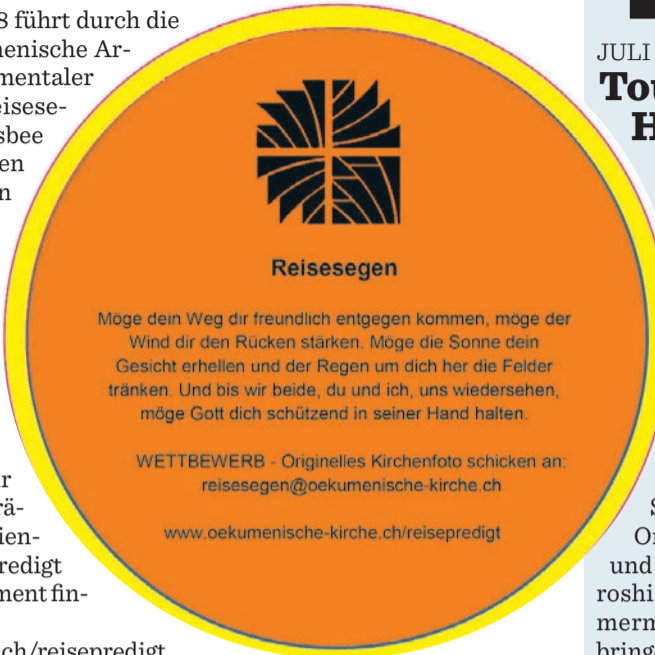 8 führt durch die
menische Ar-
mentaler
eisese-
sbee
en
n
Reisesegen
Möge dein Weg dir freundlich entgegen kommen, möge der
Wind dir den Rücken stärken. Möge die Sonne dein
Gesicht erhellen und der Regen um dich her die Felder
tränken. Und bis wir beide, du und ich, uns wiedersehen,
möge Gott dich schützend in seiner Hand halten.
WETTBEWERB - Originelles Kirchenfoto schicken an:
reisesegen@oekumenische-kirche.ch
www.oekumenische-kirche.ch/reisepredigt
r
rä-
ien-
redigt
ment fin-
ch/reisepredigt
JULI
Tou
H
S
Or
und
roshi
merm
bring